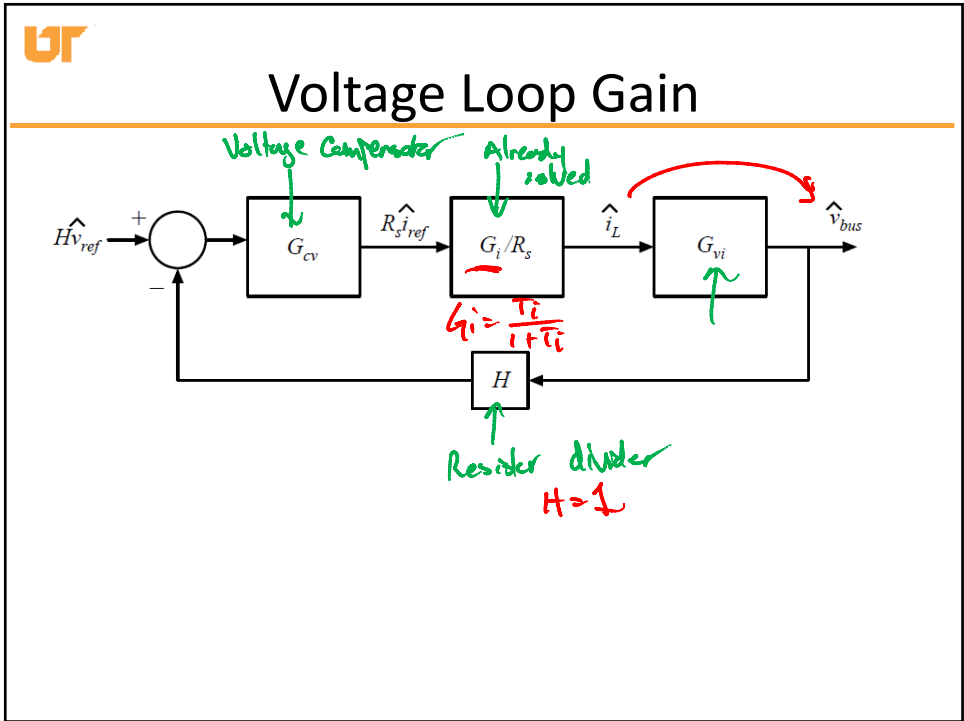 UT
Voltage Loop Gain
Voltage Compensator
Already
solved
Hv̂ref
+
−
Gcv
Rsîref
Gi/Rs
îL
Gvi
v̂bus
Gi = Ti / 1 + Ti
H
Resistor divider
H = 1